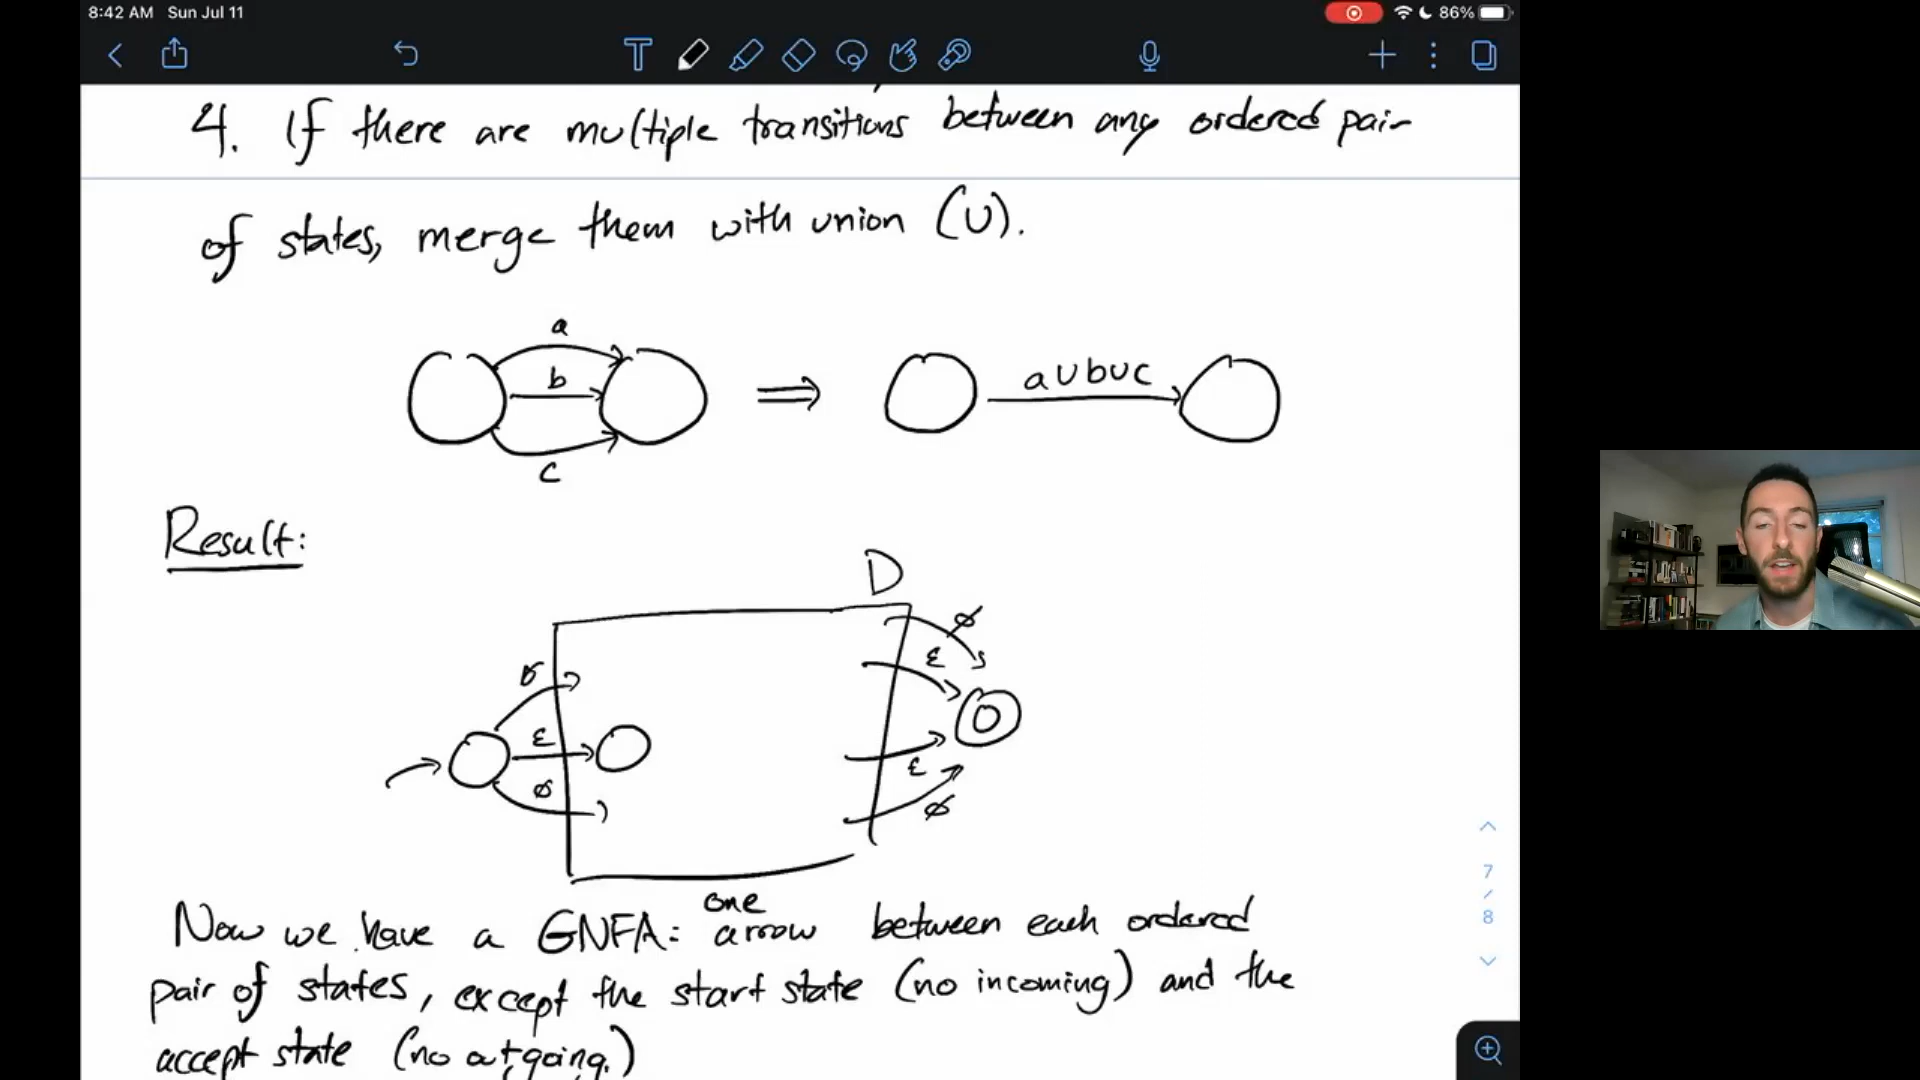 8:42 AM Sun Jul 11 86%
4. If there are multiple transitions between any ordered pair
of states, merge them with union (∪).
a
b
c
⇒
a∪b∪c
Result:
D
ø
ε
ø
ø
ε
ε
ø
Now we have a GNFA: one arrow between each ordered
pair of states, except the start state (no incoming) and the
accept state (no outgoing.)
7
/
8